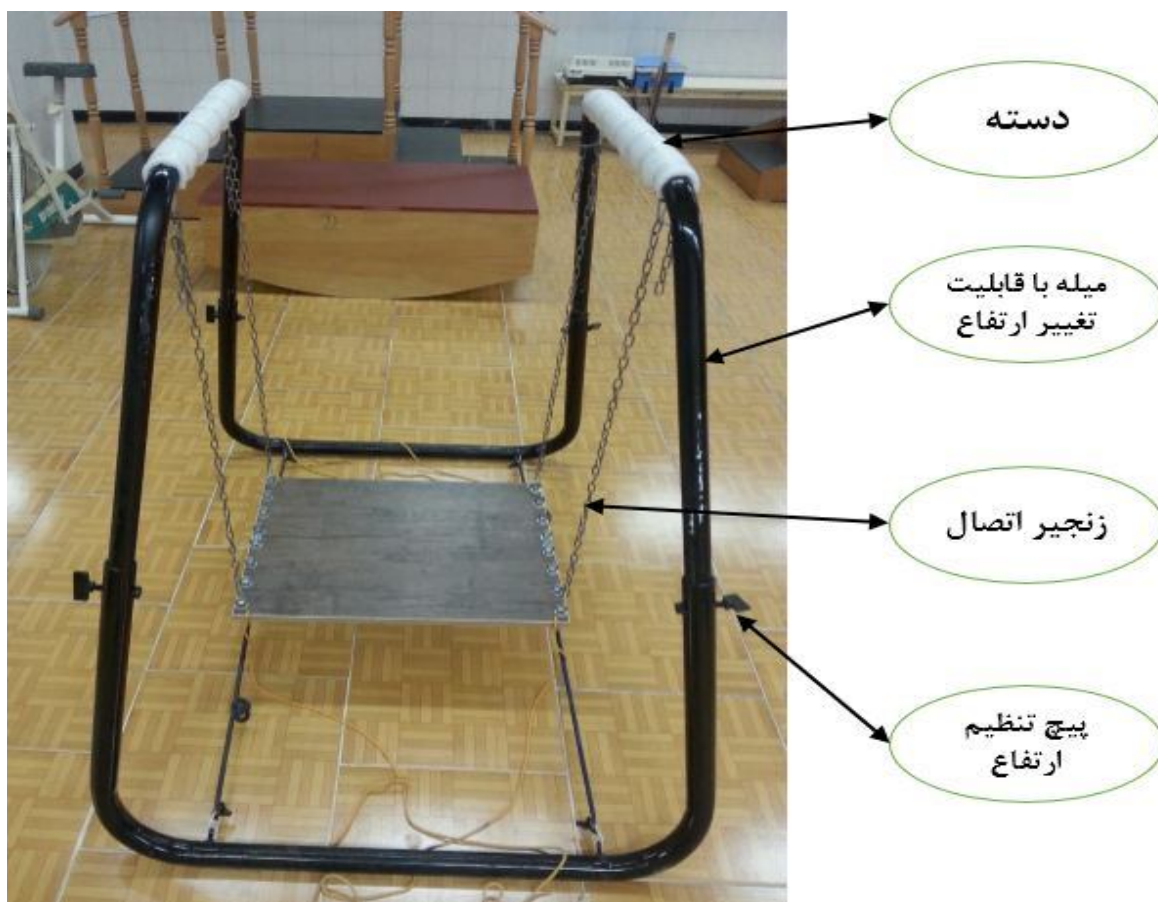 دسته
میله با قابلیت
تغییر ارتفاع
زنجیر اتصال
پیچ تنظیم
ارتفاع